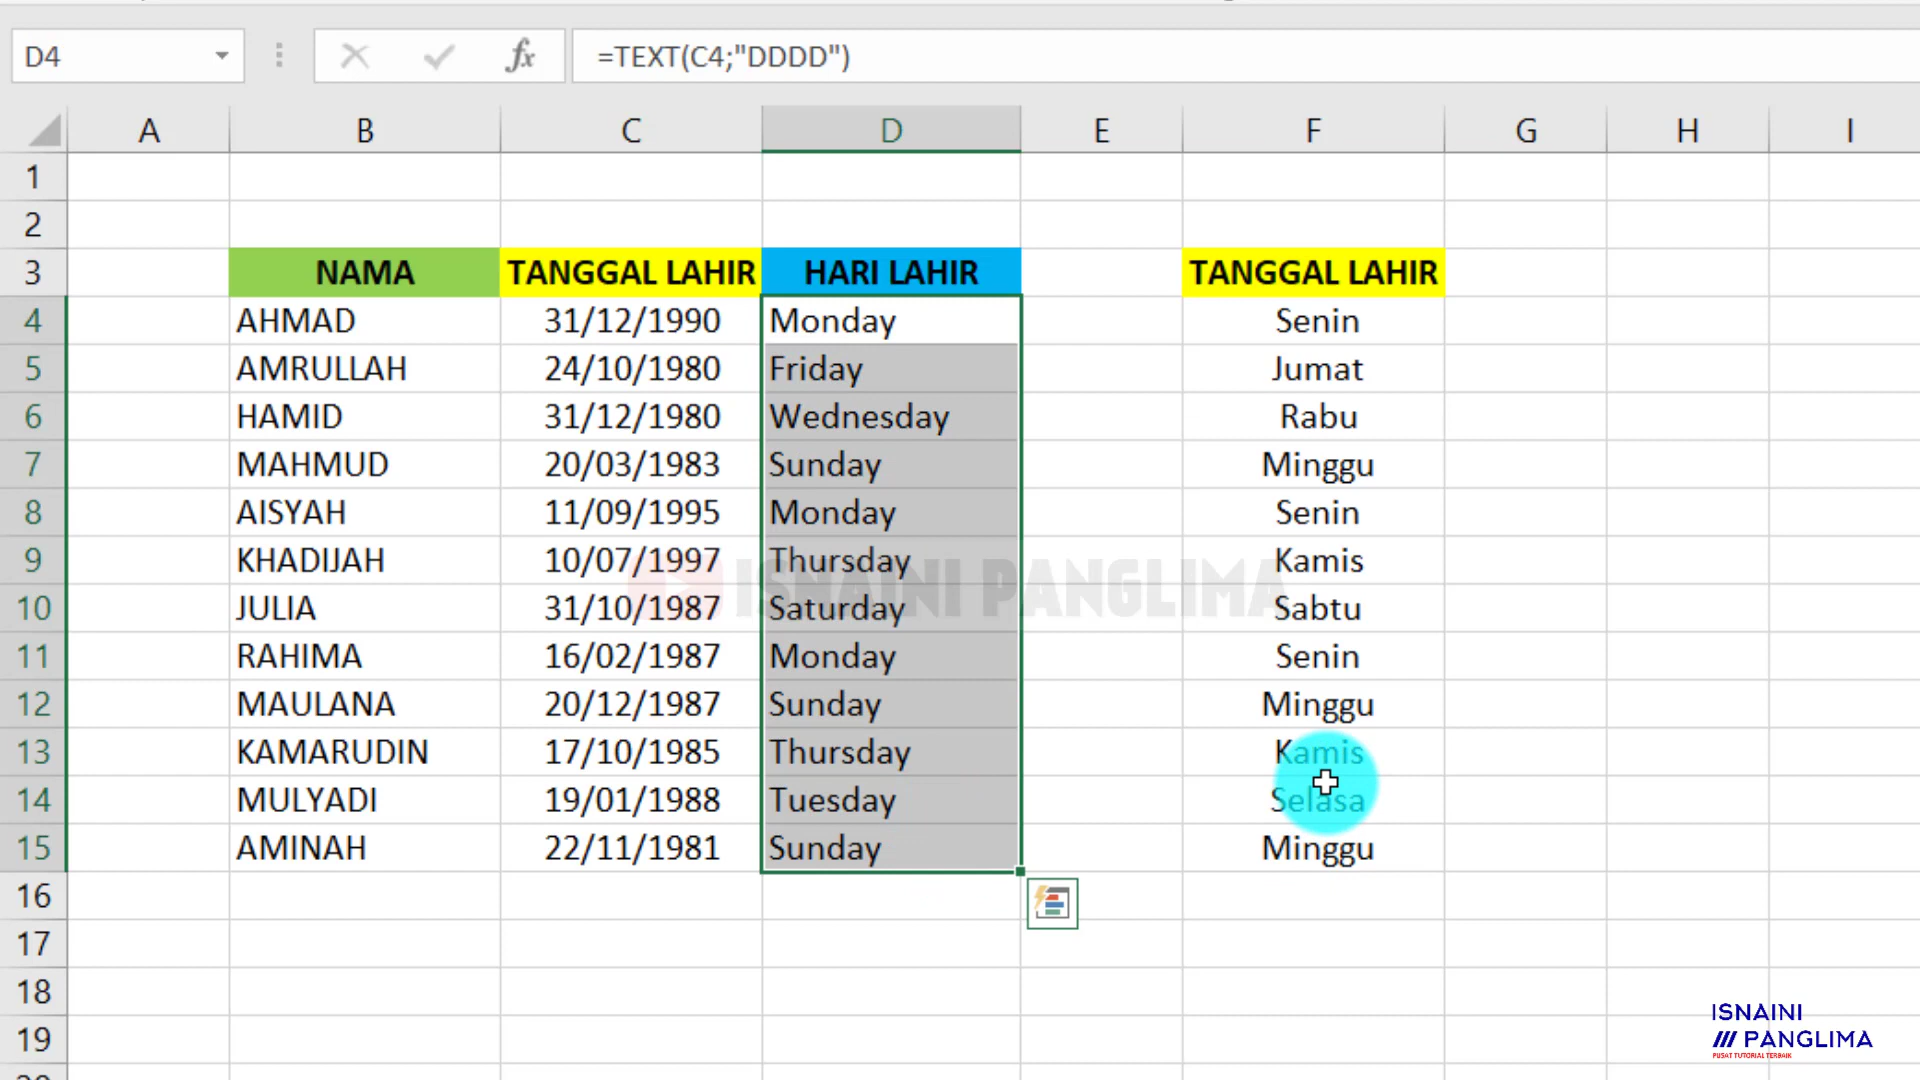 D4 fx =TEXT(C4;"DDDD")
A B C D E F G H I
1
2
3 NAMA TANGGAL LAHIR HARI LAHIR TANGGAL LAHIR
4 AHMAD 31/12/1990 Monday Senin
5 AMRULLAH 24/10/1980 Friday Jumat
6 HAMID 31/12/1980 Wednesday Rabu
7 MAHMUD 20/03/1983 Sunday Minggu
8 AISYAH 11/09/1995 Monday Senin
9 KHADIJAH 10/07/1997 Thursday Kamis
ISNAINI PANGLIMA
10 JULIA 31/10/1987 Saturday Sabtu
11 RAHIMA 16/02/1987 Monday Senin
12 MAULANA 20/12/1987 Sunday Minggu
13 KAMARUDIN 17/10/1985 Thursday Kamis
14 MULYADI 19/01/1988 Tuesday Selasa
15 AMINAH 22/11/1981 Sunday Minggu
16
17
18
19
ISNAINI
PANGLIMA
PUSAT TUTORIAL TERBAIK